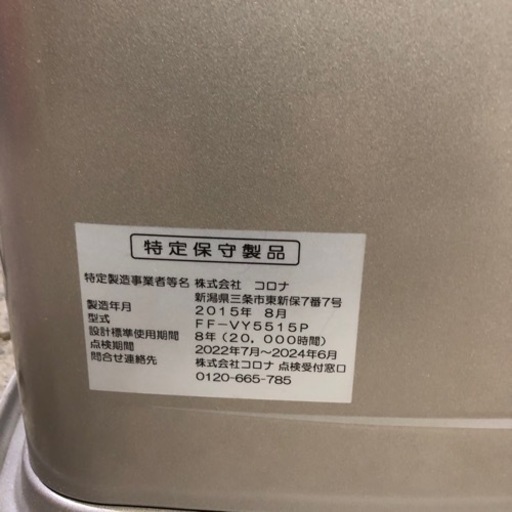 特定保守製品
特定製造事業者等名 株式会社 コロナ
新潟県三条市東新保7番7号
製造年月 2015年 8月
型式 FF-VY5515P
設計標準使用期間 8年(20,000時間)
点検期間 2022年7月～2024年6月
問合せ連絡先 株式会社コロナ 点検受付窓口
0120-665-785